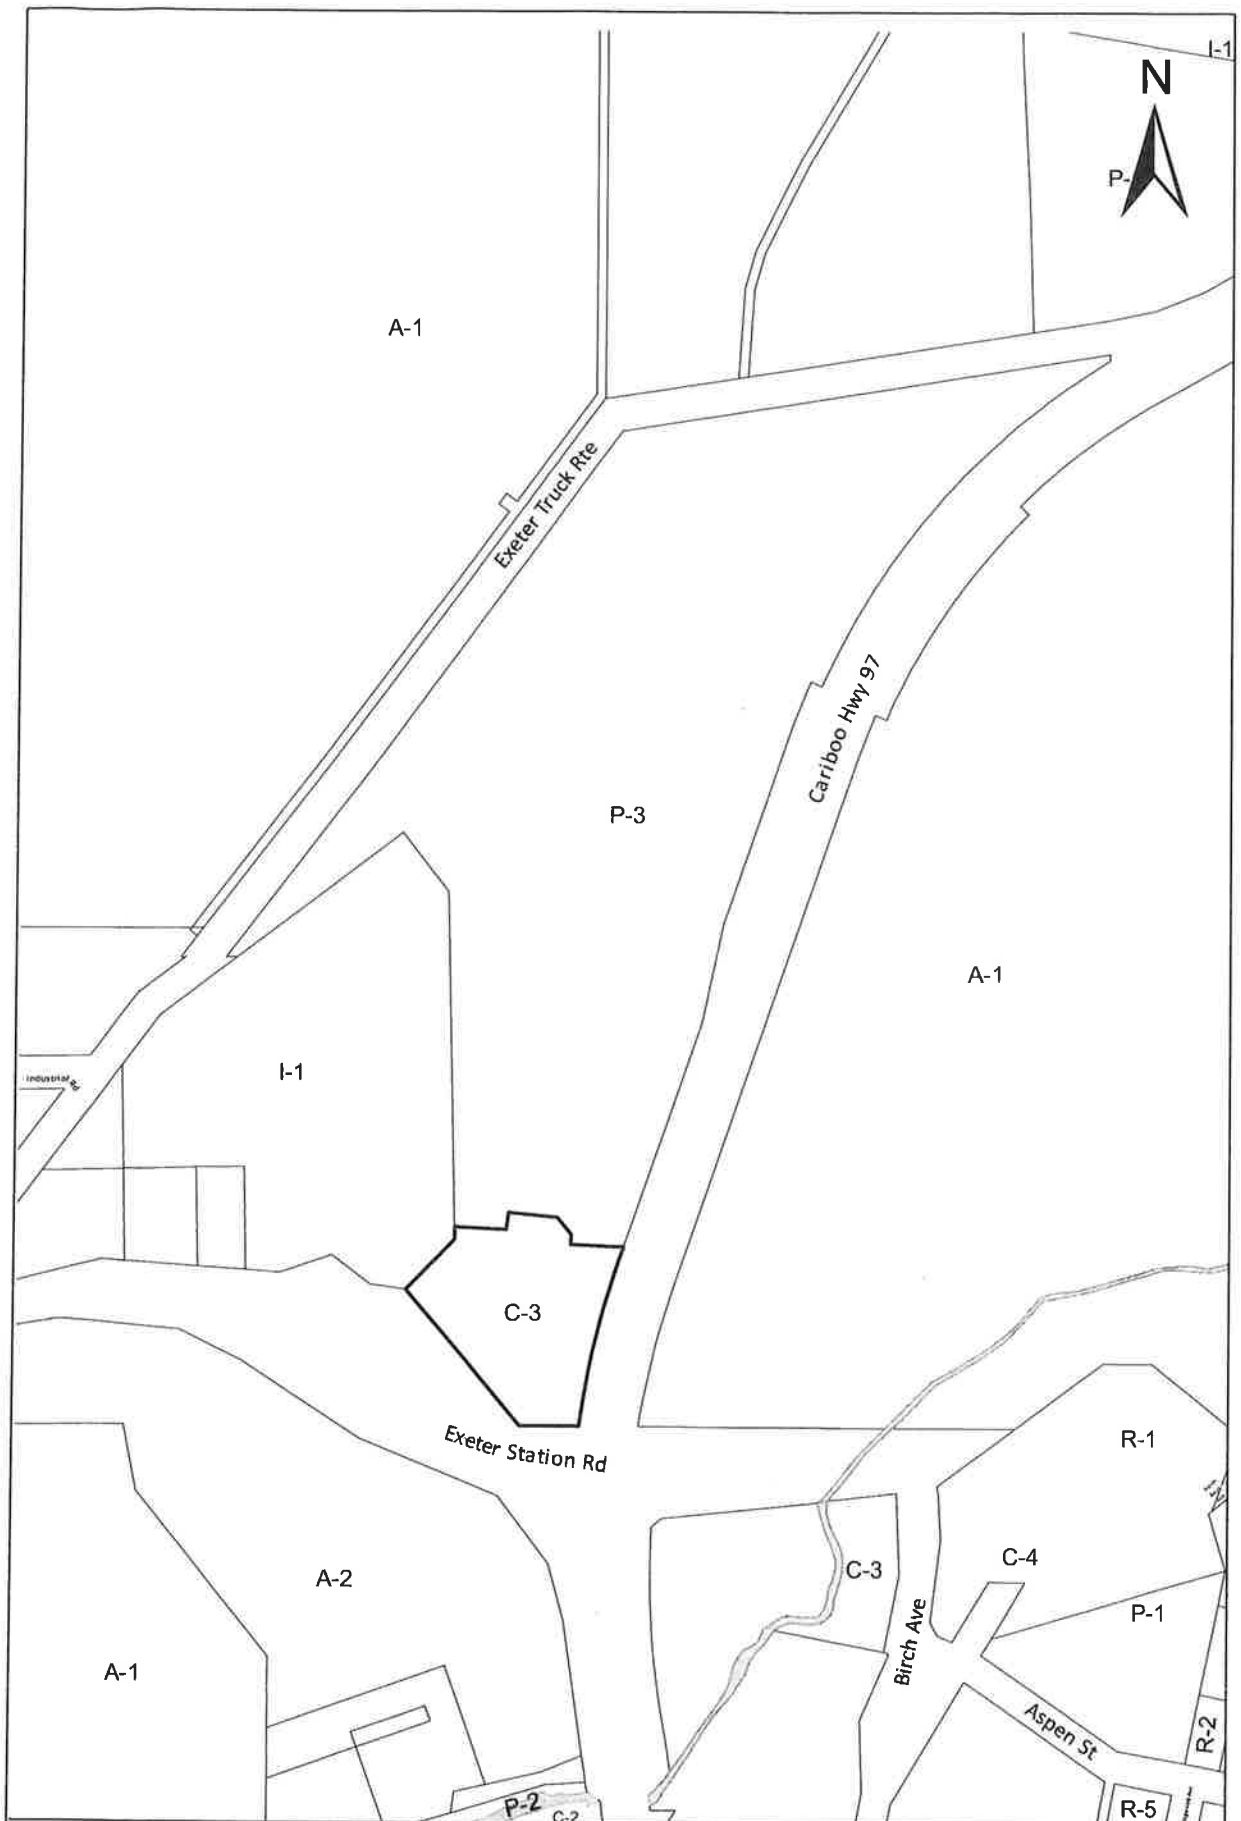 I-1
N
P-
A-1
Exeter Truck Rte
Cariboo Hwy 97
P-3
A-1
I-1
Industrial Rd
C-3
Exeter Station Rd
R-1
C-4
C-3
A-2
P-1
Birch Ave
A-1
Aspen St
R-2
P-2
C-2
R-5